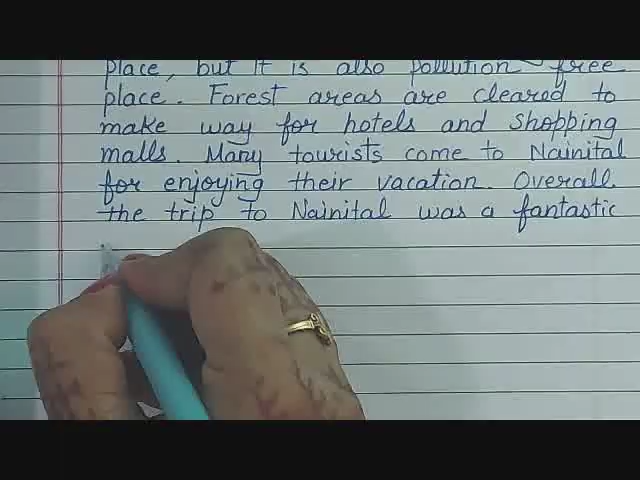 place, but it is also pollution free
place. Forest areas are cleared to
make way for hotels and shopping
malls. Many tourists come to Nainital
for enjoying their vacation. Overall
the trip to Nainital was a fantastic